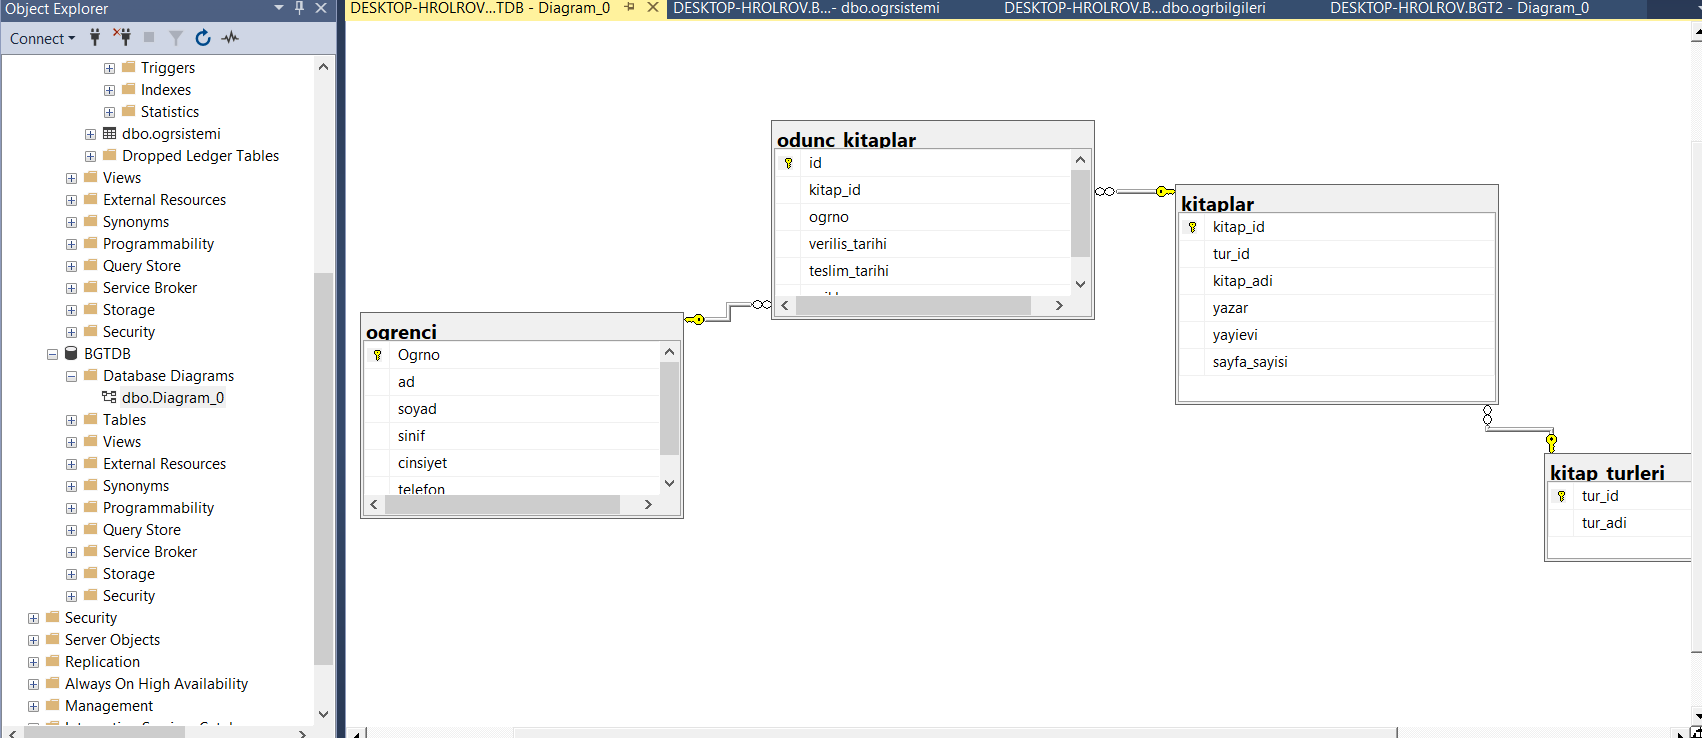 Object Explorer
Connect
Triggers
Indexes
Statistics
dbo.ogrsistemi
Dropped Ledger Tables
Views
External Resources
Synonyms
Programmability
Query Store
Service Broker
Storage
Security
BGTDB
Database Diagrams
dbo.Diagram_0
Tables
Views
External Resources
Synonyms
Programmability
Query Store
Service Broker
Storage
Security
Security
Server Objects
Replication
Always On High Availability
Management
DESKTOP-HROLROV...TDB - Diagram_0
DESKTOP-HROLROV.B...- dbo.ogrsistemi
DESKTOP-HROLROV.B...dbo.ogrbilgileri
DESKTOP-HROLROV.BGT2 - Diagram_0
odunc_kitaplar
id
kitap_id
ogrno
verilis_tarihi
teslim_tarihi
ogrenci
Ogrno
ad
soyad
sinif
cinsiyet
telefon
kitaplar
kitap_id
tur_id
kitap_adi
yazar
yayievi
sayfa_sayisi
kitap_turleri
tur_id
tur_adi